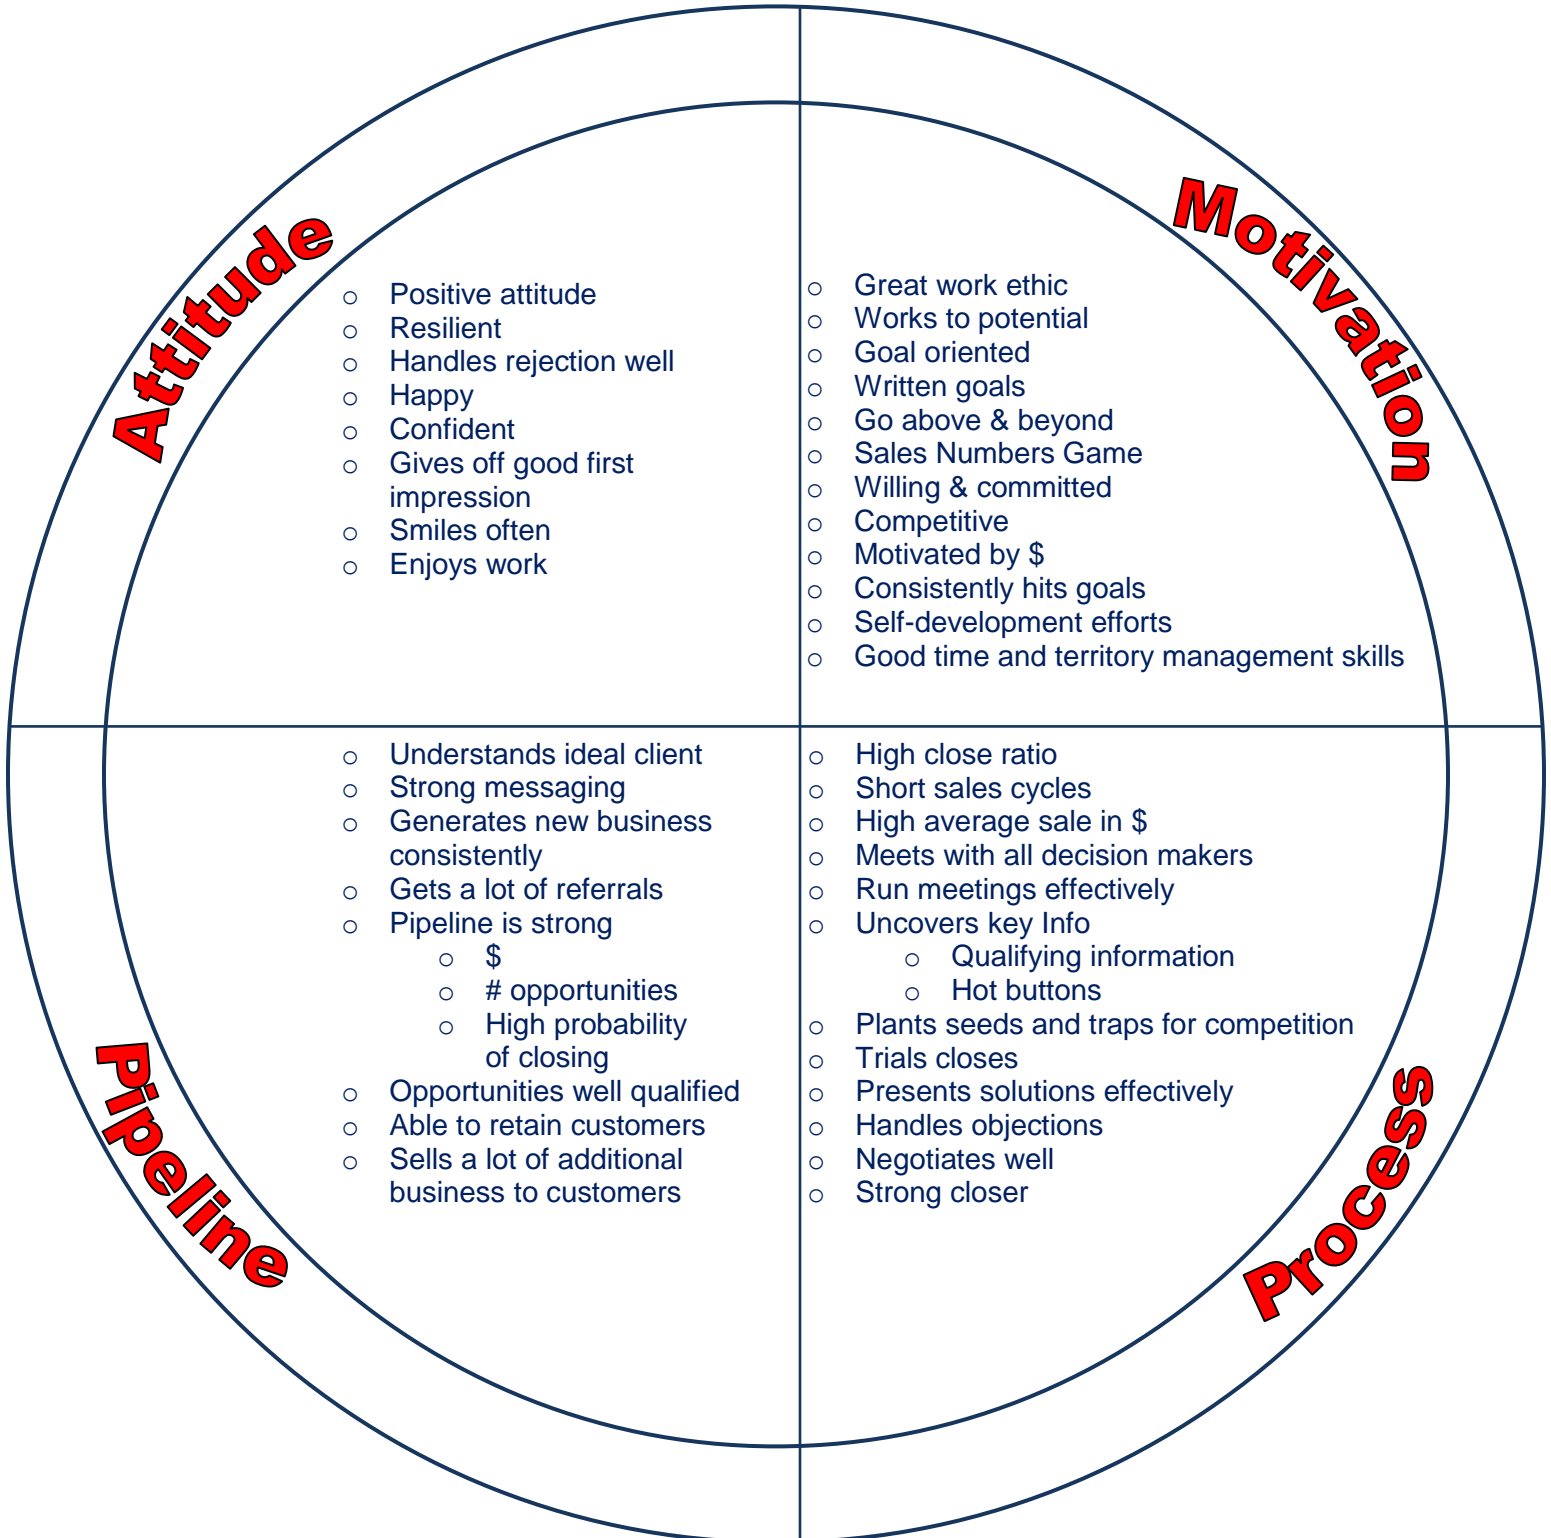 Attitude
○ Positive attitude
○ Resilient
○ Handles rejection well
○ Happy
○ Confident
○ Gives off good first
impression
○ Smiles often
○ Enjoys work
Motivation
○ Great work ethic
○ Works to potential
○ Goal oriented
○ Written goals
○ Go above & beyond
○ Sales Numbers Game
○ Willing & committed
○ Competitive
○ Motivated by $
○ Consistently hits goals
○ Self-development efforts
○ Good time and territory management skills
Pipeline
○ Understands ideal client
○ Strong messaging
○ Generates new business
consistently
○ Gets a lot of referrals
○ Pipeline is strong
○ $
○ # opportunities
○ High probability
of closing
○ Opportunities well qualified
○ Able to retain customers
○ Sells a lot of additional
business to customers
Process
○ High close ratio
○ Short sales cycles
○ High average sale in $
○ Meets with all decision makers
○ Run meetings effectively
○ Uncovers key Info
○ Qualifying information
○ Hot buttons
○ Plants seeds and traps for competition
○ Trials closes
○ Presents solutions effectively
○ Handles objections
○ Negotiates well
○ Strong closer